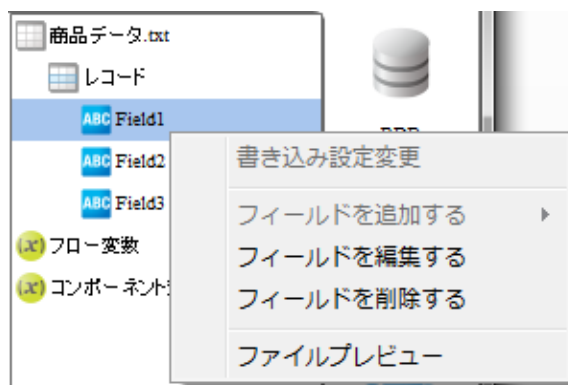 商品データ.txt
レコード
ABC Field1
ABC Field2
ABC Field3
(x) フロー変数
(x) コンポーネント
書き込み設定変更
フィールドを追加する
フィールドを編集する
フィールドを削除する
ファイルプレビュー